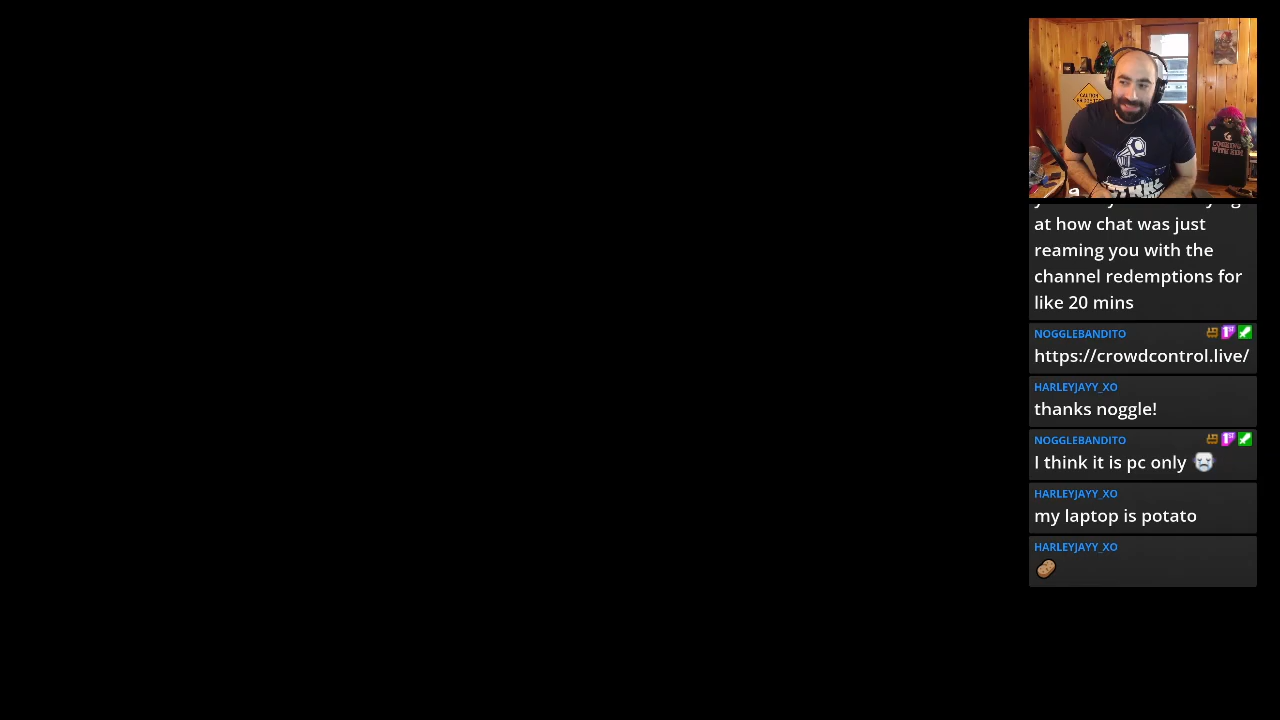 CAUTION
at how chat was just
reaming you with the
channel redemptions for
like 20 mins
NOGGLEBANDITO
https://crowdcontrol.live/
HARLEYJAYY_XO
thanks noggle!
NOGGLEBANDITO
I think it is pc only
HARLEYJAYY_XO
my laptop is potato
HARLEYJAYY_XO